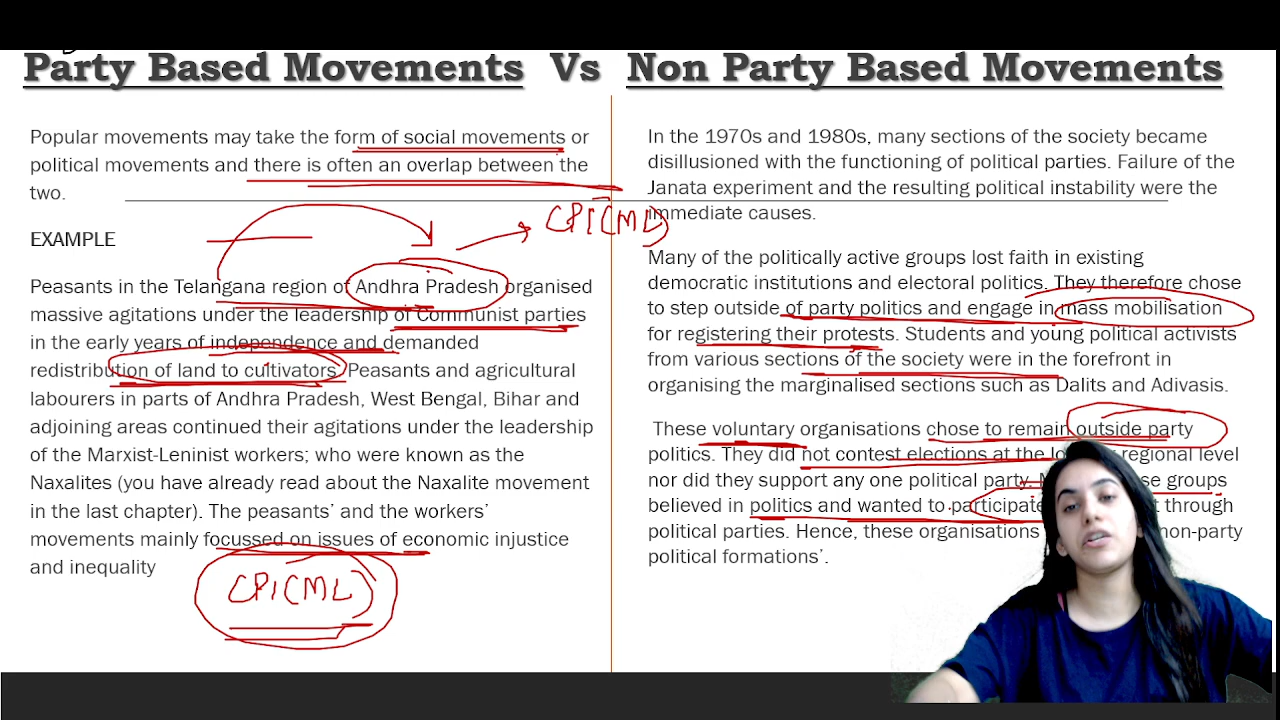 Party Based Movements Vs Non Party Based Movements
Popular movements may take the form of social movements or
political movements and there is often an overlap between the
two.
EXAMPLE
Peasants in the Telangana region of Andhra Pradesh organised
massive agitations under the leadership of communist parties
in the early years of independence and demanded
redistribution of land to cultivators. Peasants and agricultural
labourers in parts of Andhra Pradesh, West Bengal, Bihar and
adjoining areas continued their agitations under the leadership
of the Marxist-Leninist workers; who were known as the
Naxalites (you have already read about the Naxalite movement
in the last chapter). The peasants’ and the workers’
movements mainly focussed on issues of economic injustice
and inequality
CPI(ML)
CPI(ML)
In the 1970s and 1980s, many sections of the society became
disillusioned with the functioning of political parties. Failure of the
Janata experiment and the resulting political instability were the
immediate causes.
Many of the politically active groups lost faith in existing
democratic institutions and electoral politics. They therefore chose
to step outside of party politics and engage in mass mobilisation
for registering their protests. Students and young political activists
from various sections of the society were in the forefront in
organising the marginalised sections such as Dalits and Adivasis.
These voluntary organisations chose to remain outside party
politics. They did not contest elections at the regional level
nor did they support any one political party. groups
believed in politics and wanted to participate through
political parties. Hence, these organisations non-party
political formations’.